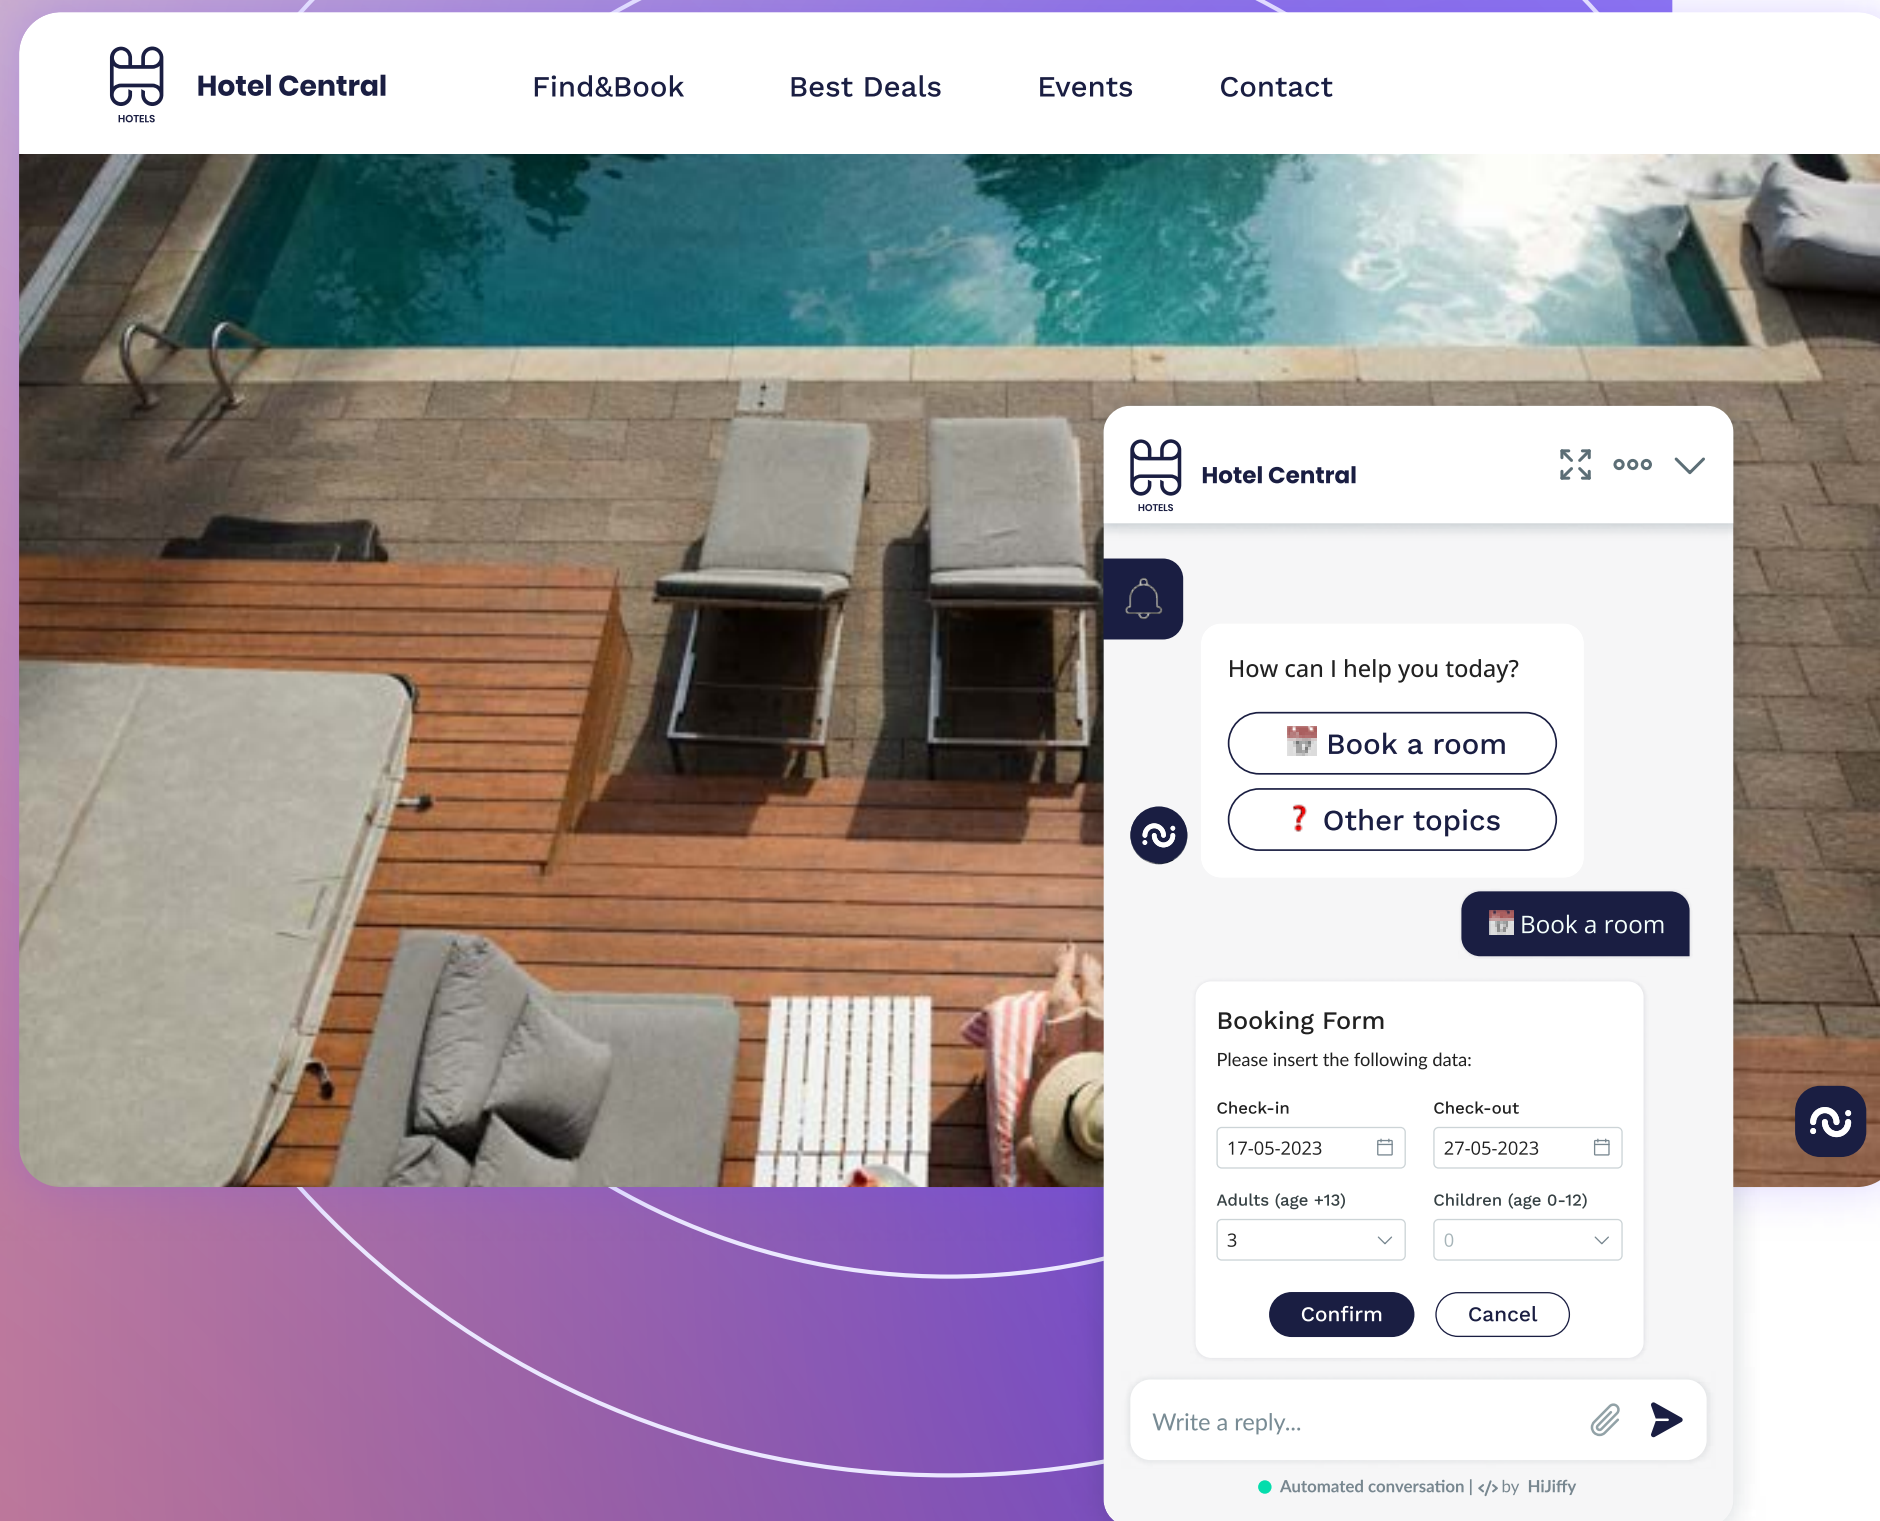 HOTELS
Hotel Central
Find&Book
Best Deals
Events
Contact
HOTELS
Hotel Central
How can I help you today?
Book a room
❓ Other topics
Book a room
Booking Form
Please insert the following data:
Check-in
Check-out
17-05-2023
27-05-2023
Adults (age +13)
Children (age 0-12)
3
0
Confirm
Cancel
Write a reply...
Automated conversation | </> by HiJiffy